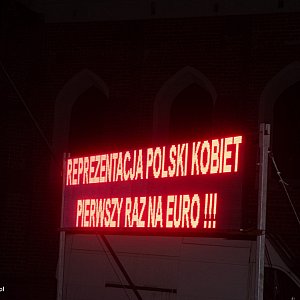 REPREZENTACJA POLSKI KOBIET
PIERWSZY RAZ NA EURO !!!